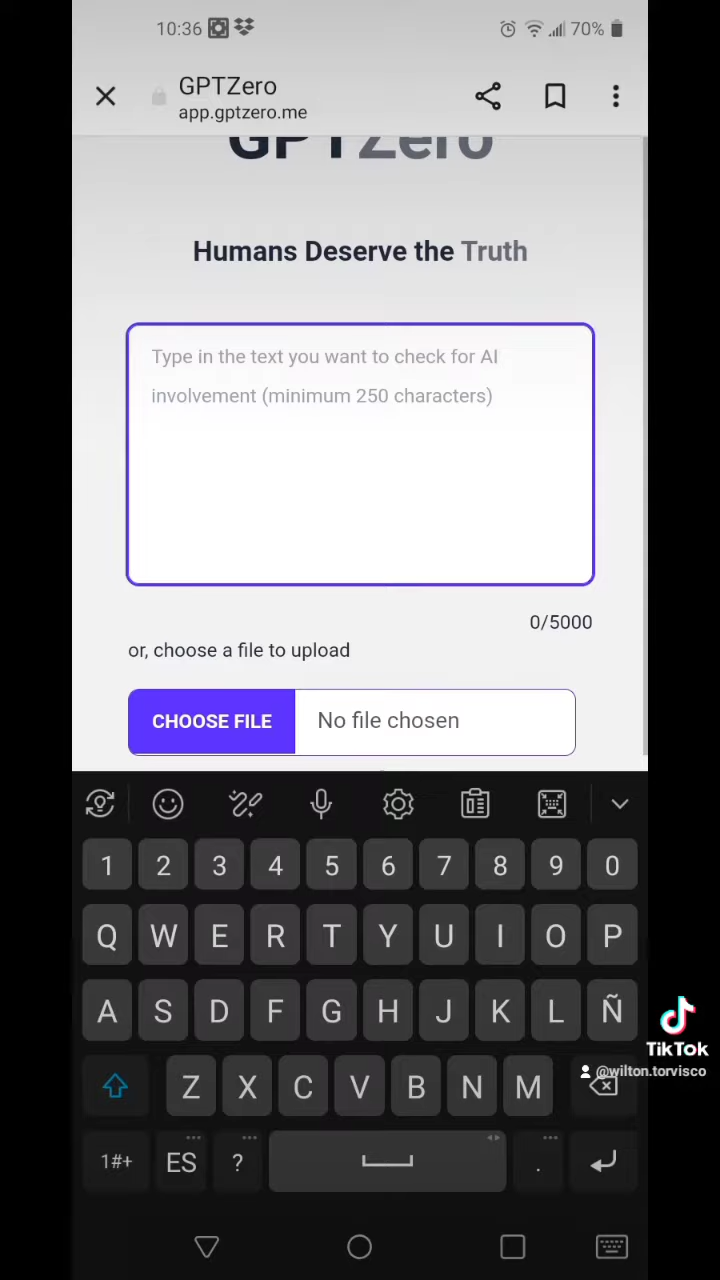 10:36 70%
GPTZero
app.gptzero.me
GPTZero
Humans Deserve the Truth
Type in the text you want to check for AI
involvement (minimum 250 characters)
0/5000
or, choose a file to upload
CHOOSE FILE No file chosen
1 2 3 4 5 6 7 8 9 0
Q W E R T Y U I O P
A S D F G H J K L Ñ
Z X C V B N M
1#+ ES ? .
TikTok
@wilton.torvisco